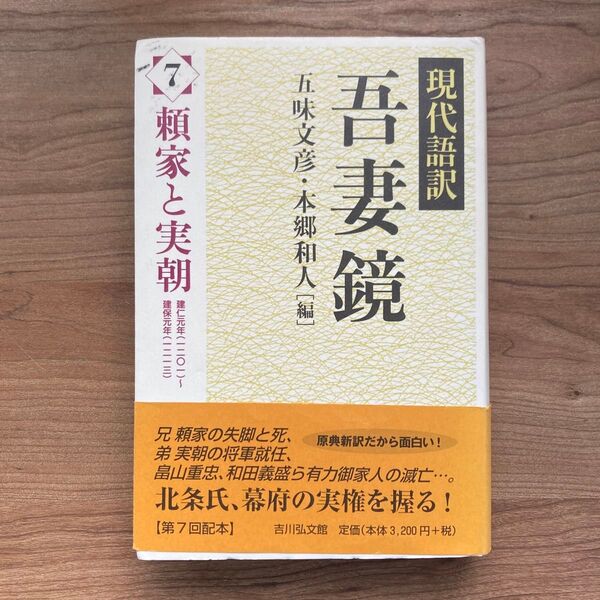 現代語訳
吾妻鏡
五味文彦・本郷和人［編］
7
頼家と実朝
建仁元年（一二〇一）～
建保元年（一二一三）
兄 頼家の失脚と死、
弟 実朝の将軍就任、
畠山重忠、和田義盛ら有力御家人の滅亡…。
原典新訳だから面白い！
北条氏、幕府の実権を握る！
【第7回配本】
吉川弘文館 定価（本体3,200円＋税）